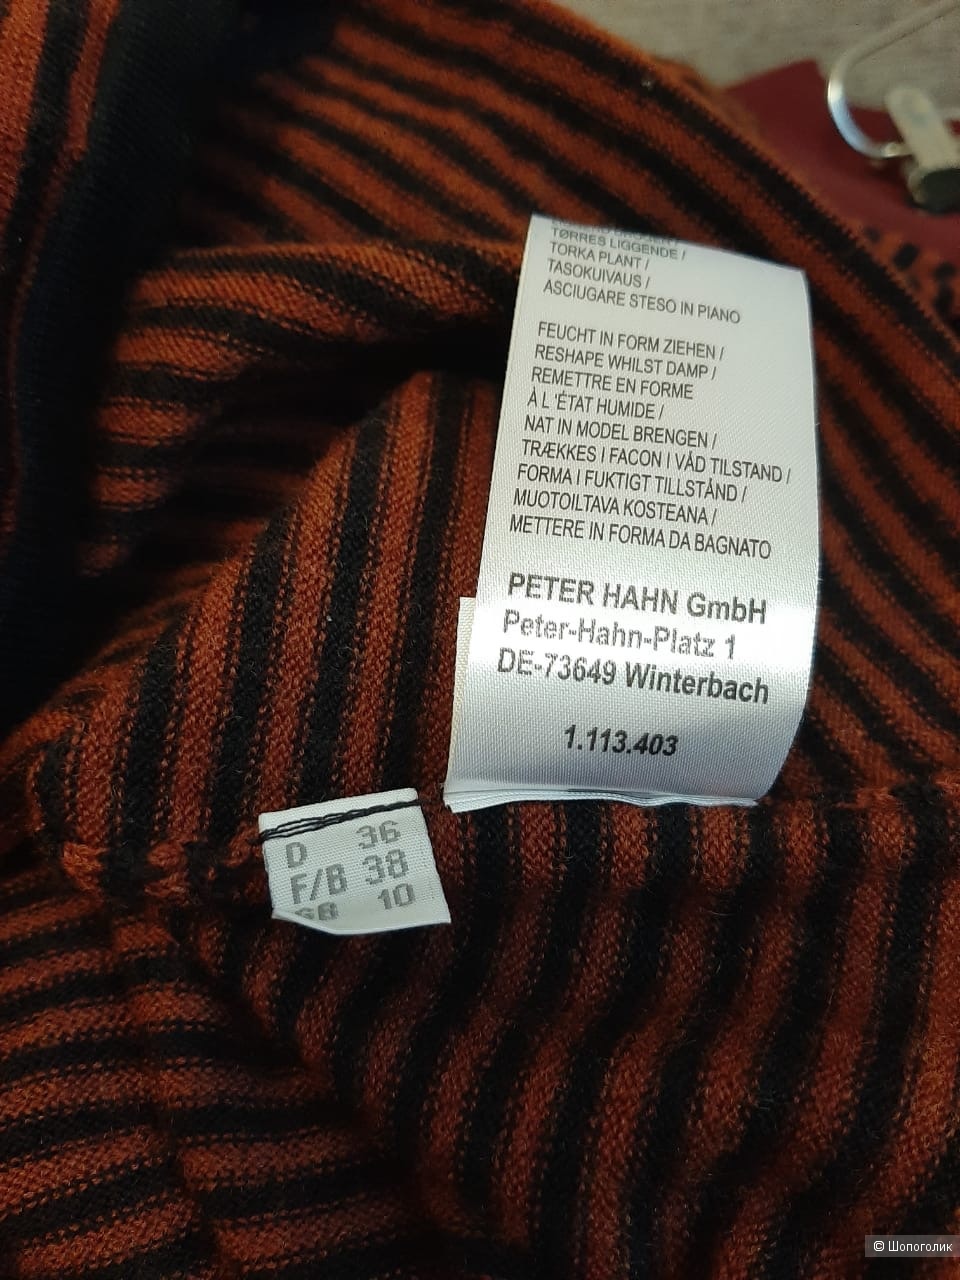 TØRRES LIGGENDE /
TORKA PLANT /
TASOKUIVAUS /
ASCIUGARE STESO IN PIANO
FEUCHT IN FORM ZIEHEN /
RESHAPE WHILST DAMP /
REMETTRE EN FORME
À L'ÉTAT HUMIDE /
NAT IN MODEL BRENGEN /
TRÆKKES I FACON I VÅD TILSTAND /
FORMA I FUKTIGT TILLSTÅND /
MUOTOILTAVA KOSTEANA /
METTERE IN FORMA DA BAGNATO
PETER HAHN GmbH
Peter-Hahn-Platz 1
DE-73649 Winterbach
1.113.403
D 36
F/B 38
GB 10
© Шопоголик